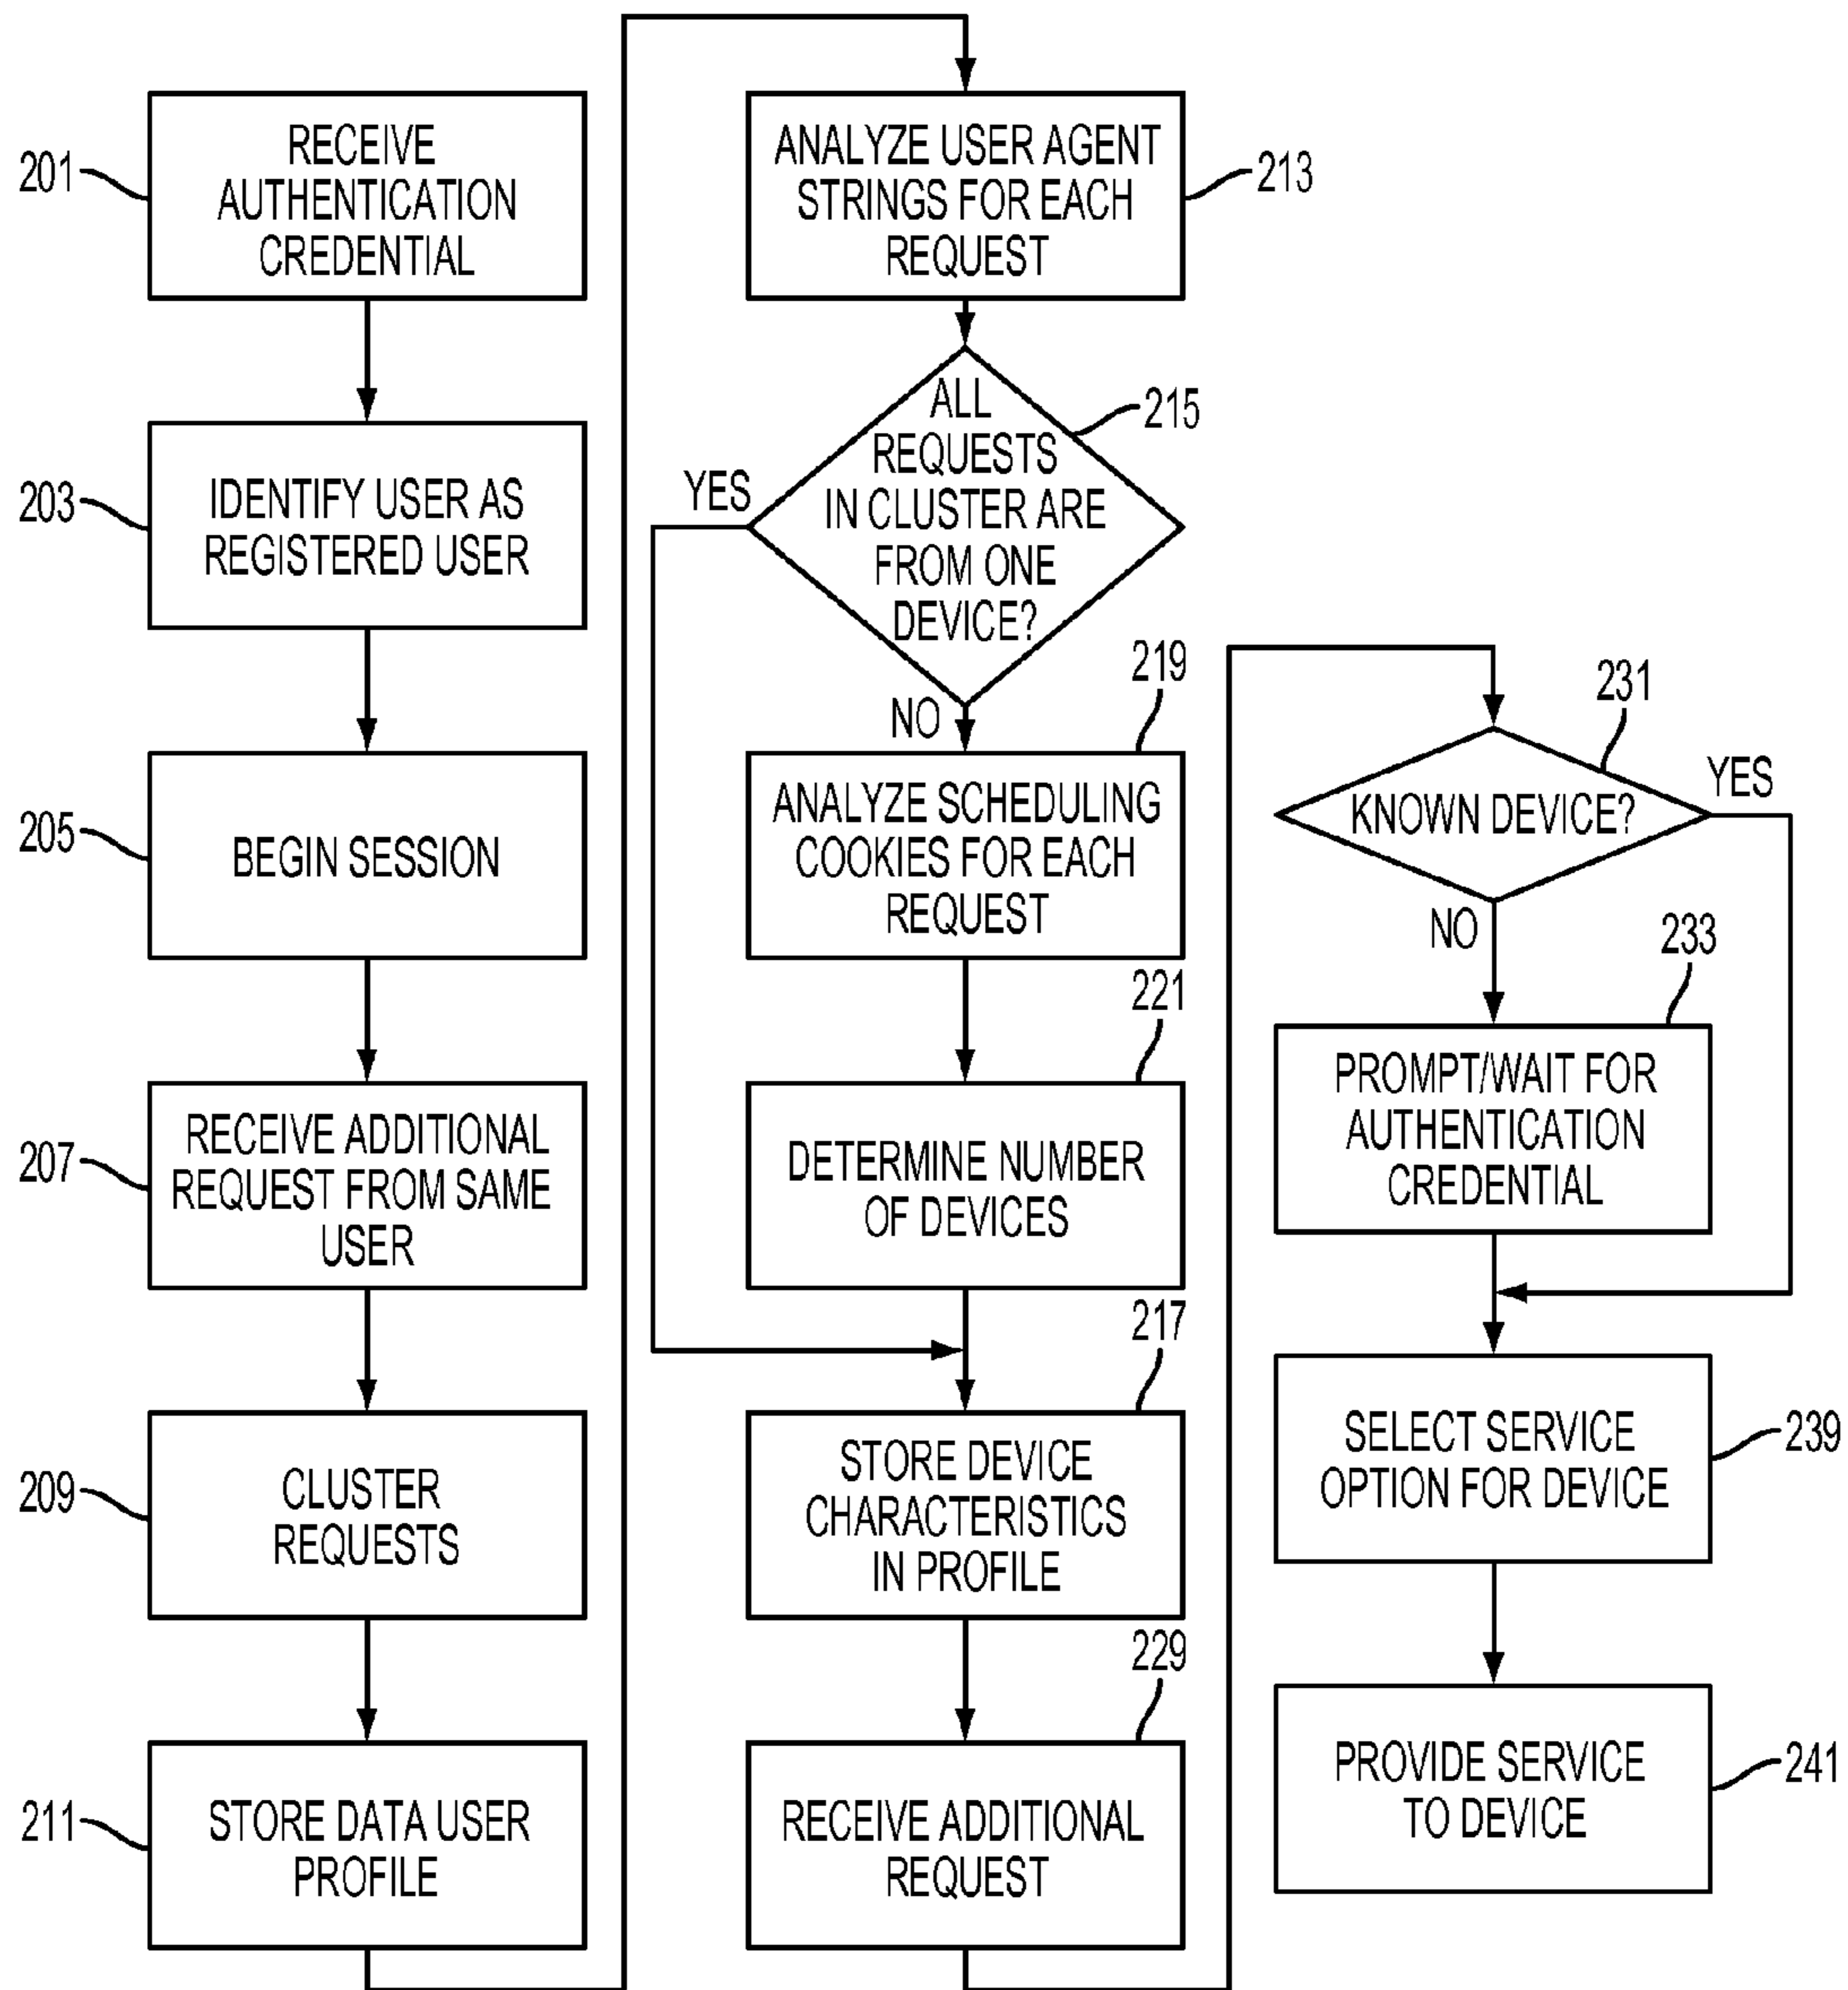 201
RECEIVE
AUTHENTICATION
CREDENTIAL
203
IDENTIFY USER AS
REGISTERED USER
205
BEGIN SESSION
207
RECEIVE ADDITIONAL
REQUEST FROM SAME
USER
209
CLUSTER
REQUESTS
211
STORE DATA USER
PROFILE
ANALYZE USER AGENT
STRINGS FOR EACH
REQUEST
213
ALL
REQUESTS
IN CLUSTER ARE
FROM ONE
DEVICE?
215
YES
NO
219
ANALYZE SCHEDULING
COOKIES FOR EACH
REQUEST
221
DETERMINE NUMBER
OF DEVICES
217
STORE DEVICE
CHARACTERISTICS
IN PROFILE
229
RECEIVE ADDITIONAL
REQUEST
231
KNOWN DEVICE?
YES
NO
233
PROMPT/WAIT FOR
AUTHENTICATION
CREDENTIAL
SELECT SERVICE
OPTION FOR DEVICE
239
PROVIDE SERVICE
TO DEVICE
241